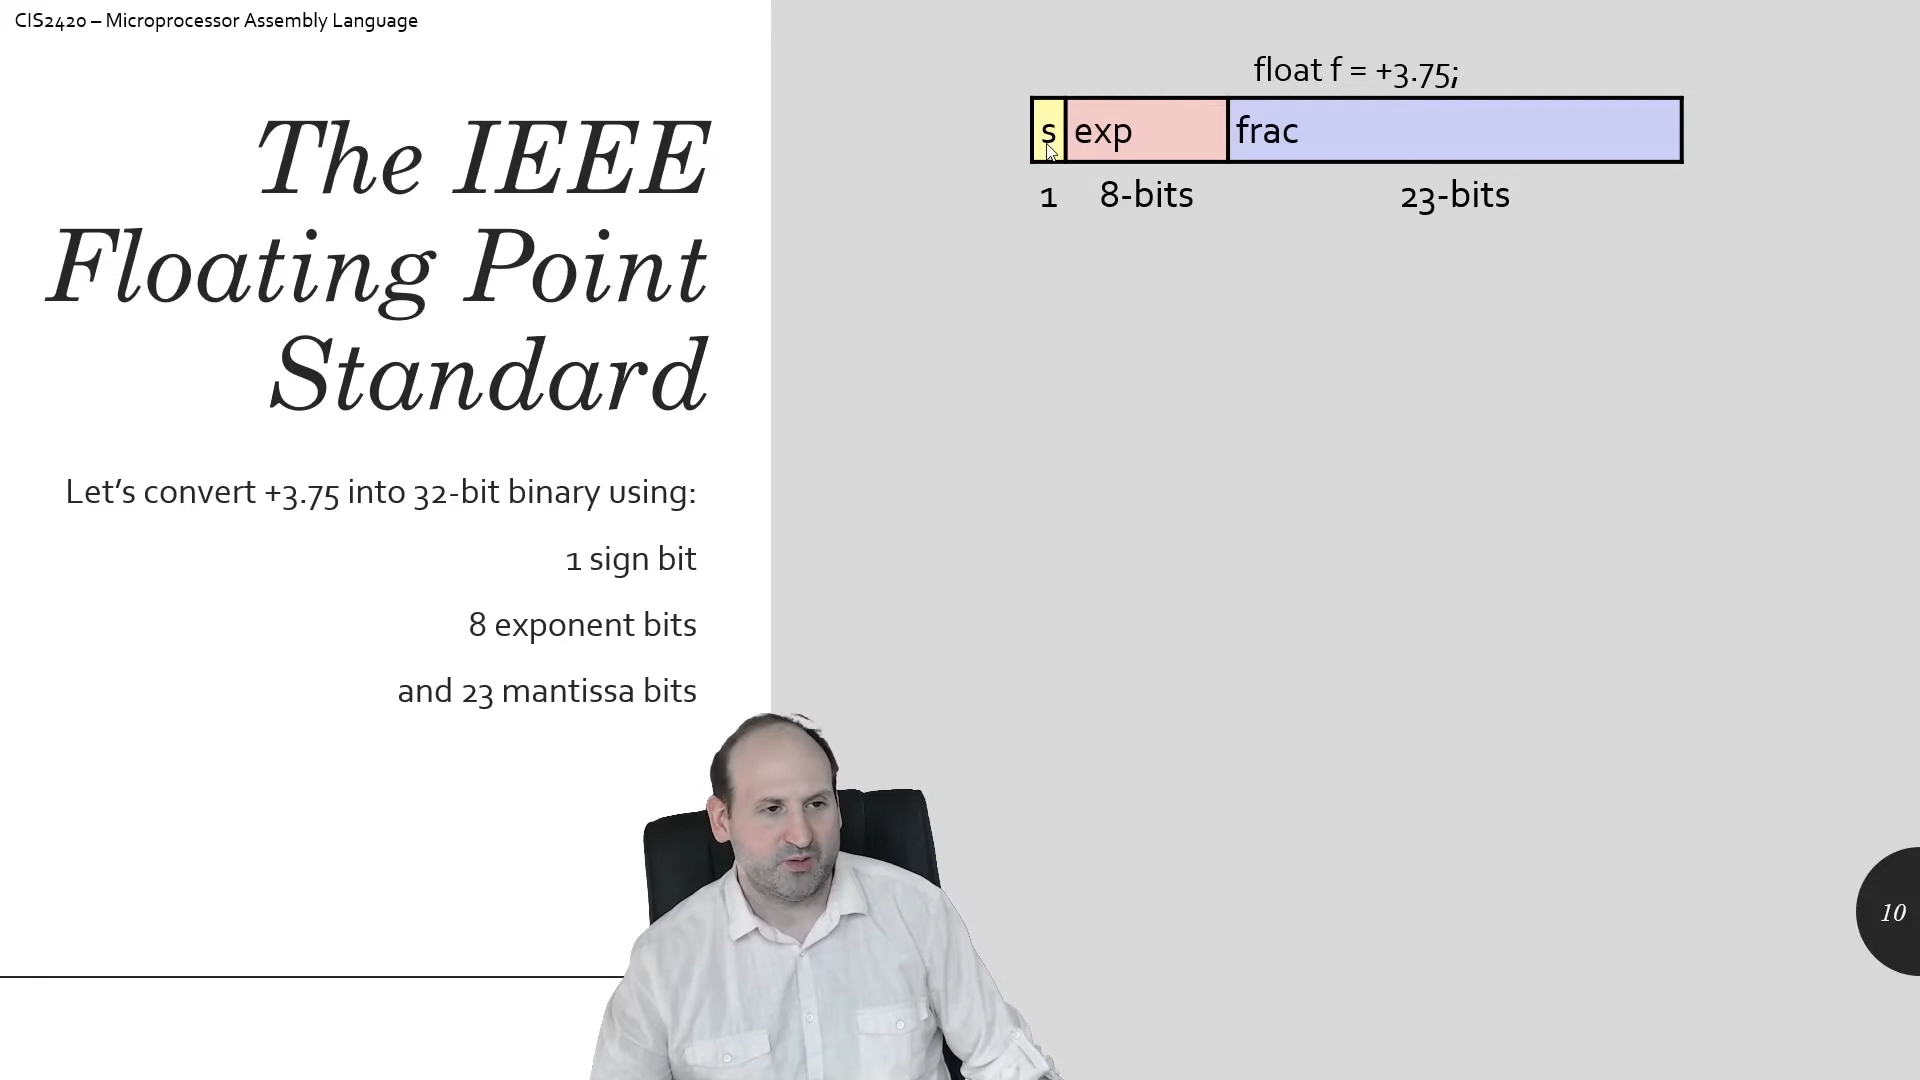 CIS2420 – Microprocessor Assembly Language
The IEEE
Floating Point
Standard
Let’s convert +3.75 into 32-bit binary using:
1 sign bit
8 exponent bits
and 23 mantissa bits
float f = +3.75;
s exp frac
1 8-bits 23-bits
10